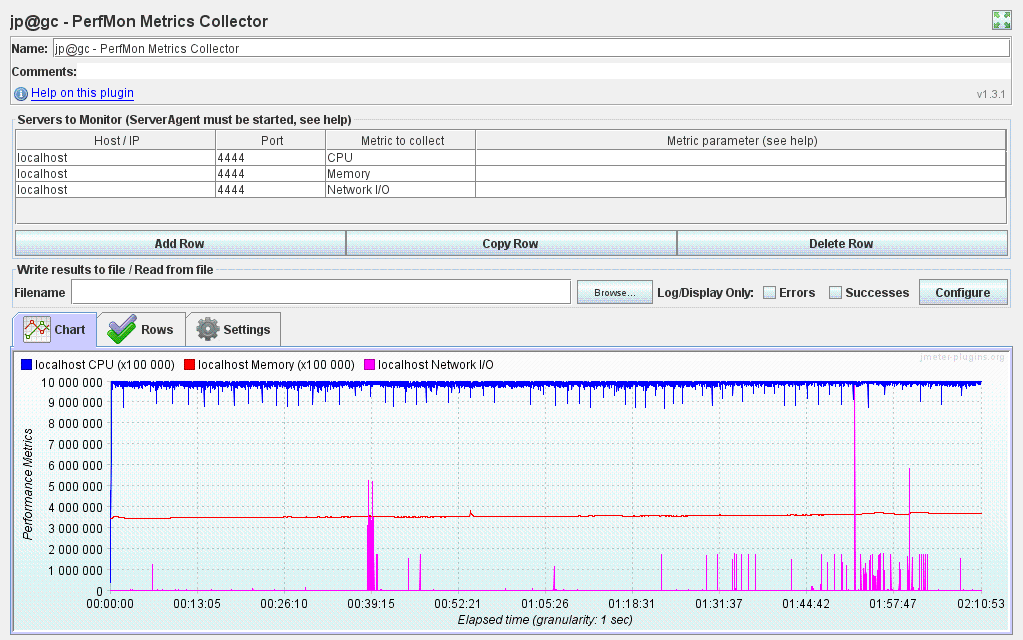 jp@gc - PerfMon Metrics Collector
Name: jp@gc - PerfMon Metrics Collector
Comments:
Help on this plugin v1.3.1
Servers to Monitor (ServerAgent must be started, see help)
Host / IP Port Metric to collect Metric parameter (see help)
localhost 4444 CPU
localhost 4444 Memory
localhost 4444 Network I/O
Add Row Copy Row Delete Row
Write results to file / Read from file
Filename Browse... Log/Display Only: Errors Successes Configure
Chart Rows Settings
jmeter-plugins.org
localhost CPU (x100 000) localhost Memory (x100 000) localhost Network I/O
10 000 000
9 000 000
8 000 000
7 000 000
6 000 000
5 000 000
4 000 000
3 000 000
2 000 000
1 000 000
0
Performance Metrics
00:00:00 00:13:05 00:26:10 00:39:15 00:52:21 01:05:26 01:18:31 01:31:37 01:44:42 01:57:47 02:10:53
Elapsed time (granularity: 1 sec)